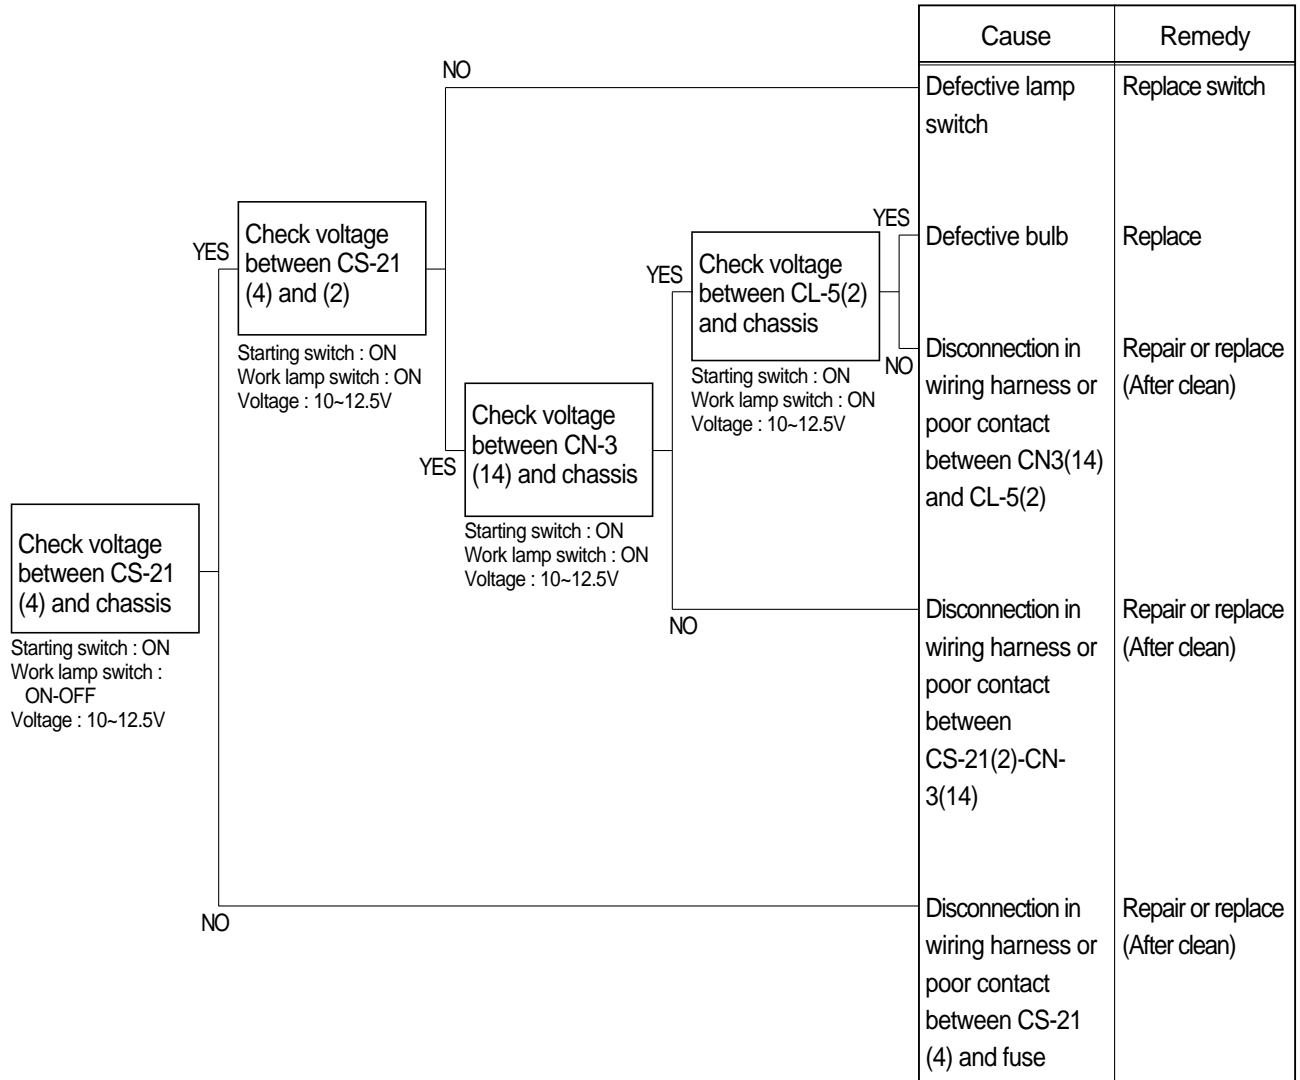 Cause
Remedy
NO
Defective lamp
switch
Replace switch
YES
Check voltage
between CS-21
(4) and (2)
Starting switch : ON
Work lamp switch : ON
Voltage : 10~12.5V
YES
Check voltage
between CL-5(2)
and chassis
Starting switch : ON
Work lamp switch : ON
Voltage : 10~12.5V
YES
Defective bulb
Replace
NO
Disconnection in
wiring harness or
poor contact
between CN3(14)
and CL-5(2)
Repair or replace
(After clean)
YES
Check voltage
between CN-3
(14) and chassis
Starting switch : ON
Work lamp switch : ON
Voltage : 10~12.5V
Check voltage
between CS-21
(4) and chassis
Starting switch : ON
Work lamp switch :
ON-OFF
Voltage : 10~12.5V
NO
Disconnection in
wiring harness or
poor contact
between
CS-21(2)-CN-
3(14)
Repair or replace
(After clean)
NO
Disconnection in
wiring harness or
poor contact
between CS-21
(4) and fuse
Repair or replace
(After clean)